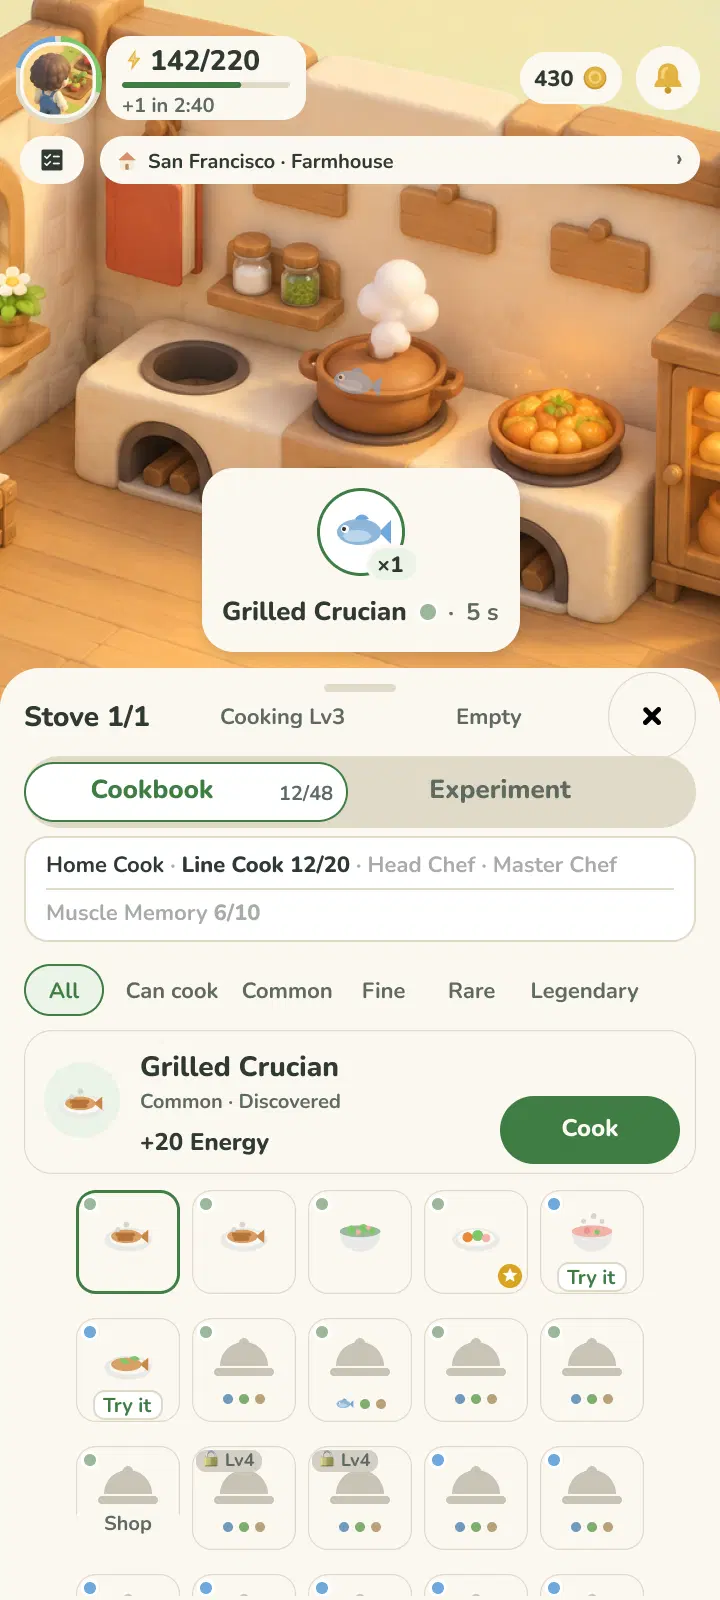 142/220
+1 in 2:40
430
San Francisco · Farmhouse ›
×1
Grilled Crucian · 5 s
Stove 1/1 Cooking Lv3 Empty
Cookbook 12/48 Experiment
Home Cook · Line Cook 12/20 · Head Chef · Master Chef
Muscle Memory 6/10
All Can cook Common Fine Rare Legendary
Grilled Crucian
Common · Discovered
+20 Energy
Cook
Try it
Try it
Lv4 Lv4
Shop